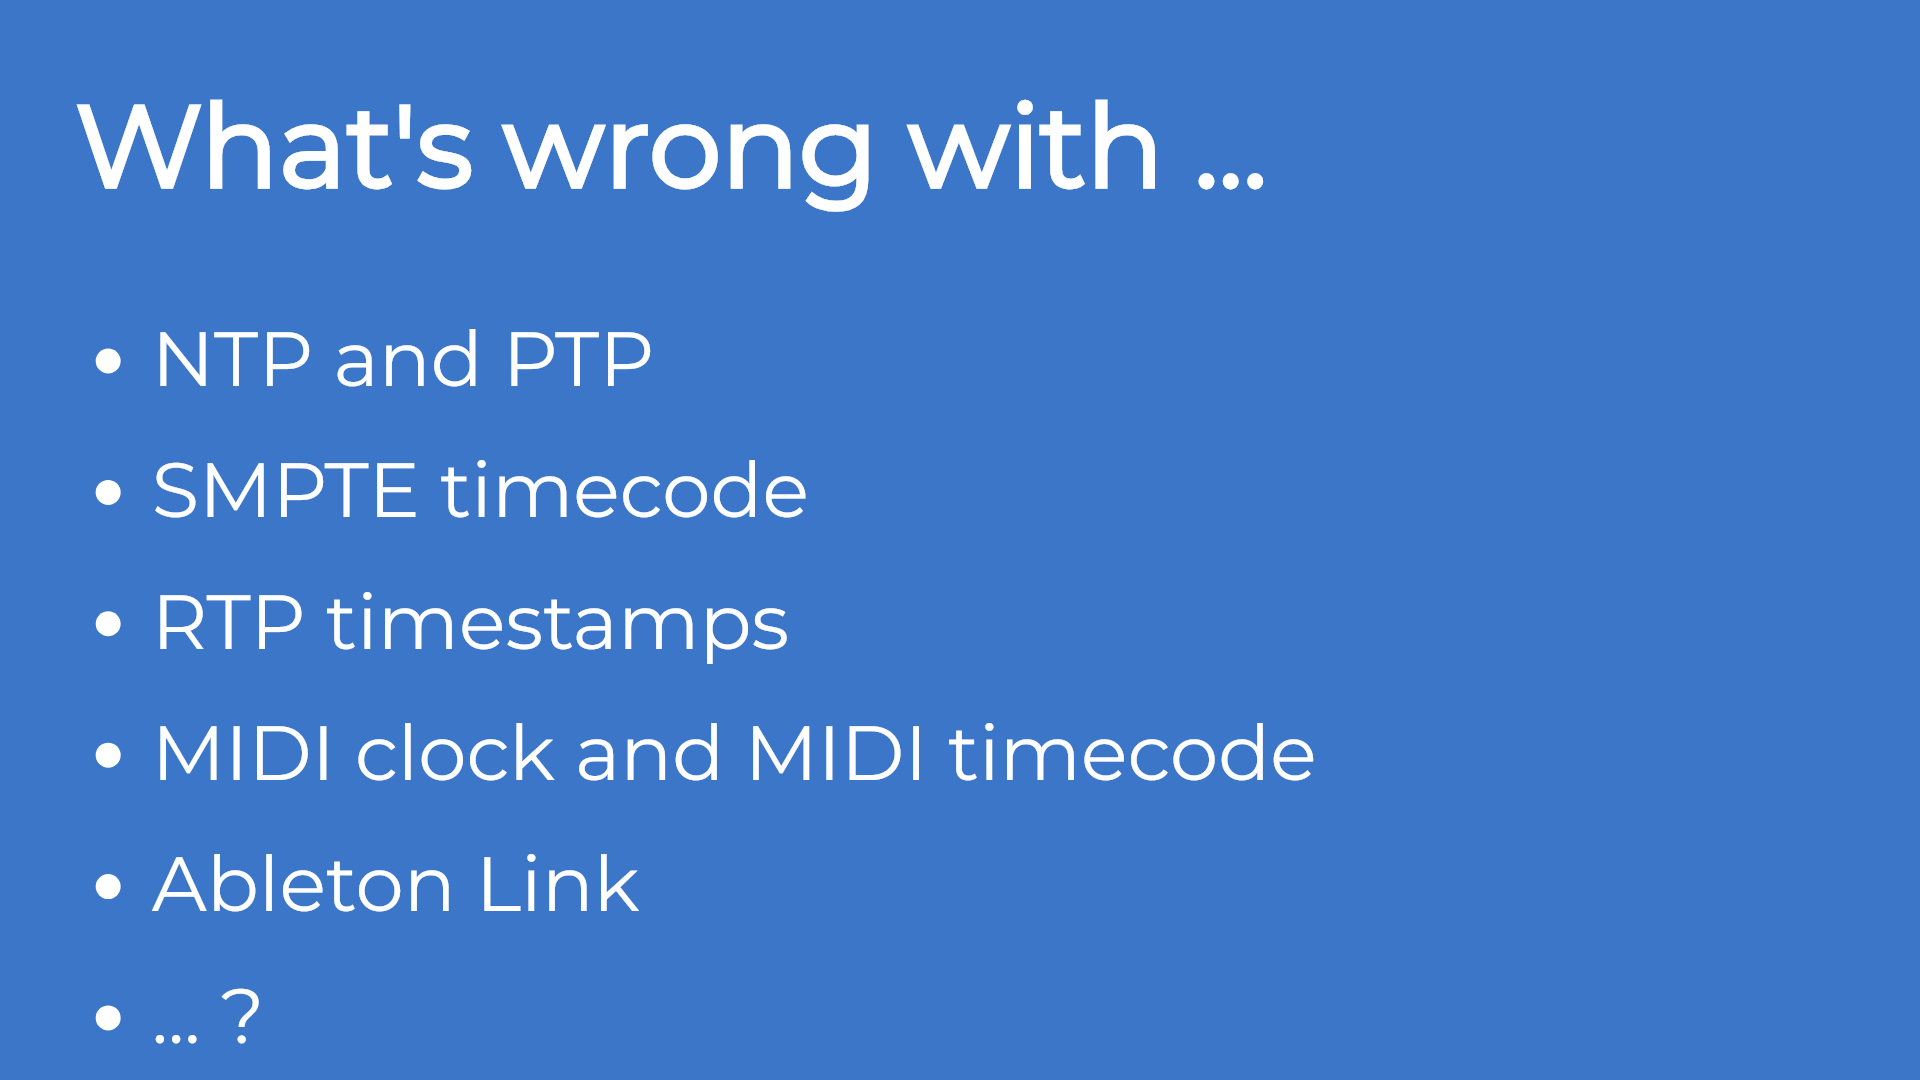 What's wrong with ...
• NTP and PTP
• SMPTE timecode
• RTP timestamps
• MIDI clock and MIDI timecode
• Ableton Link
• ... ?